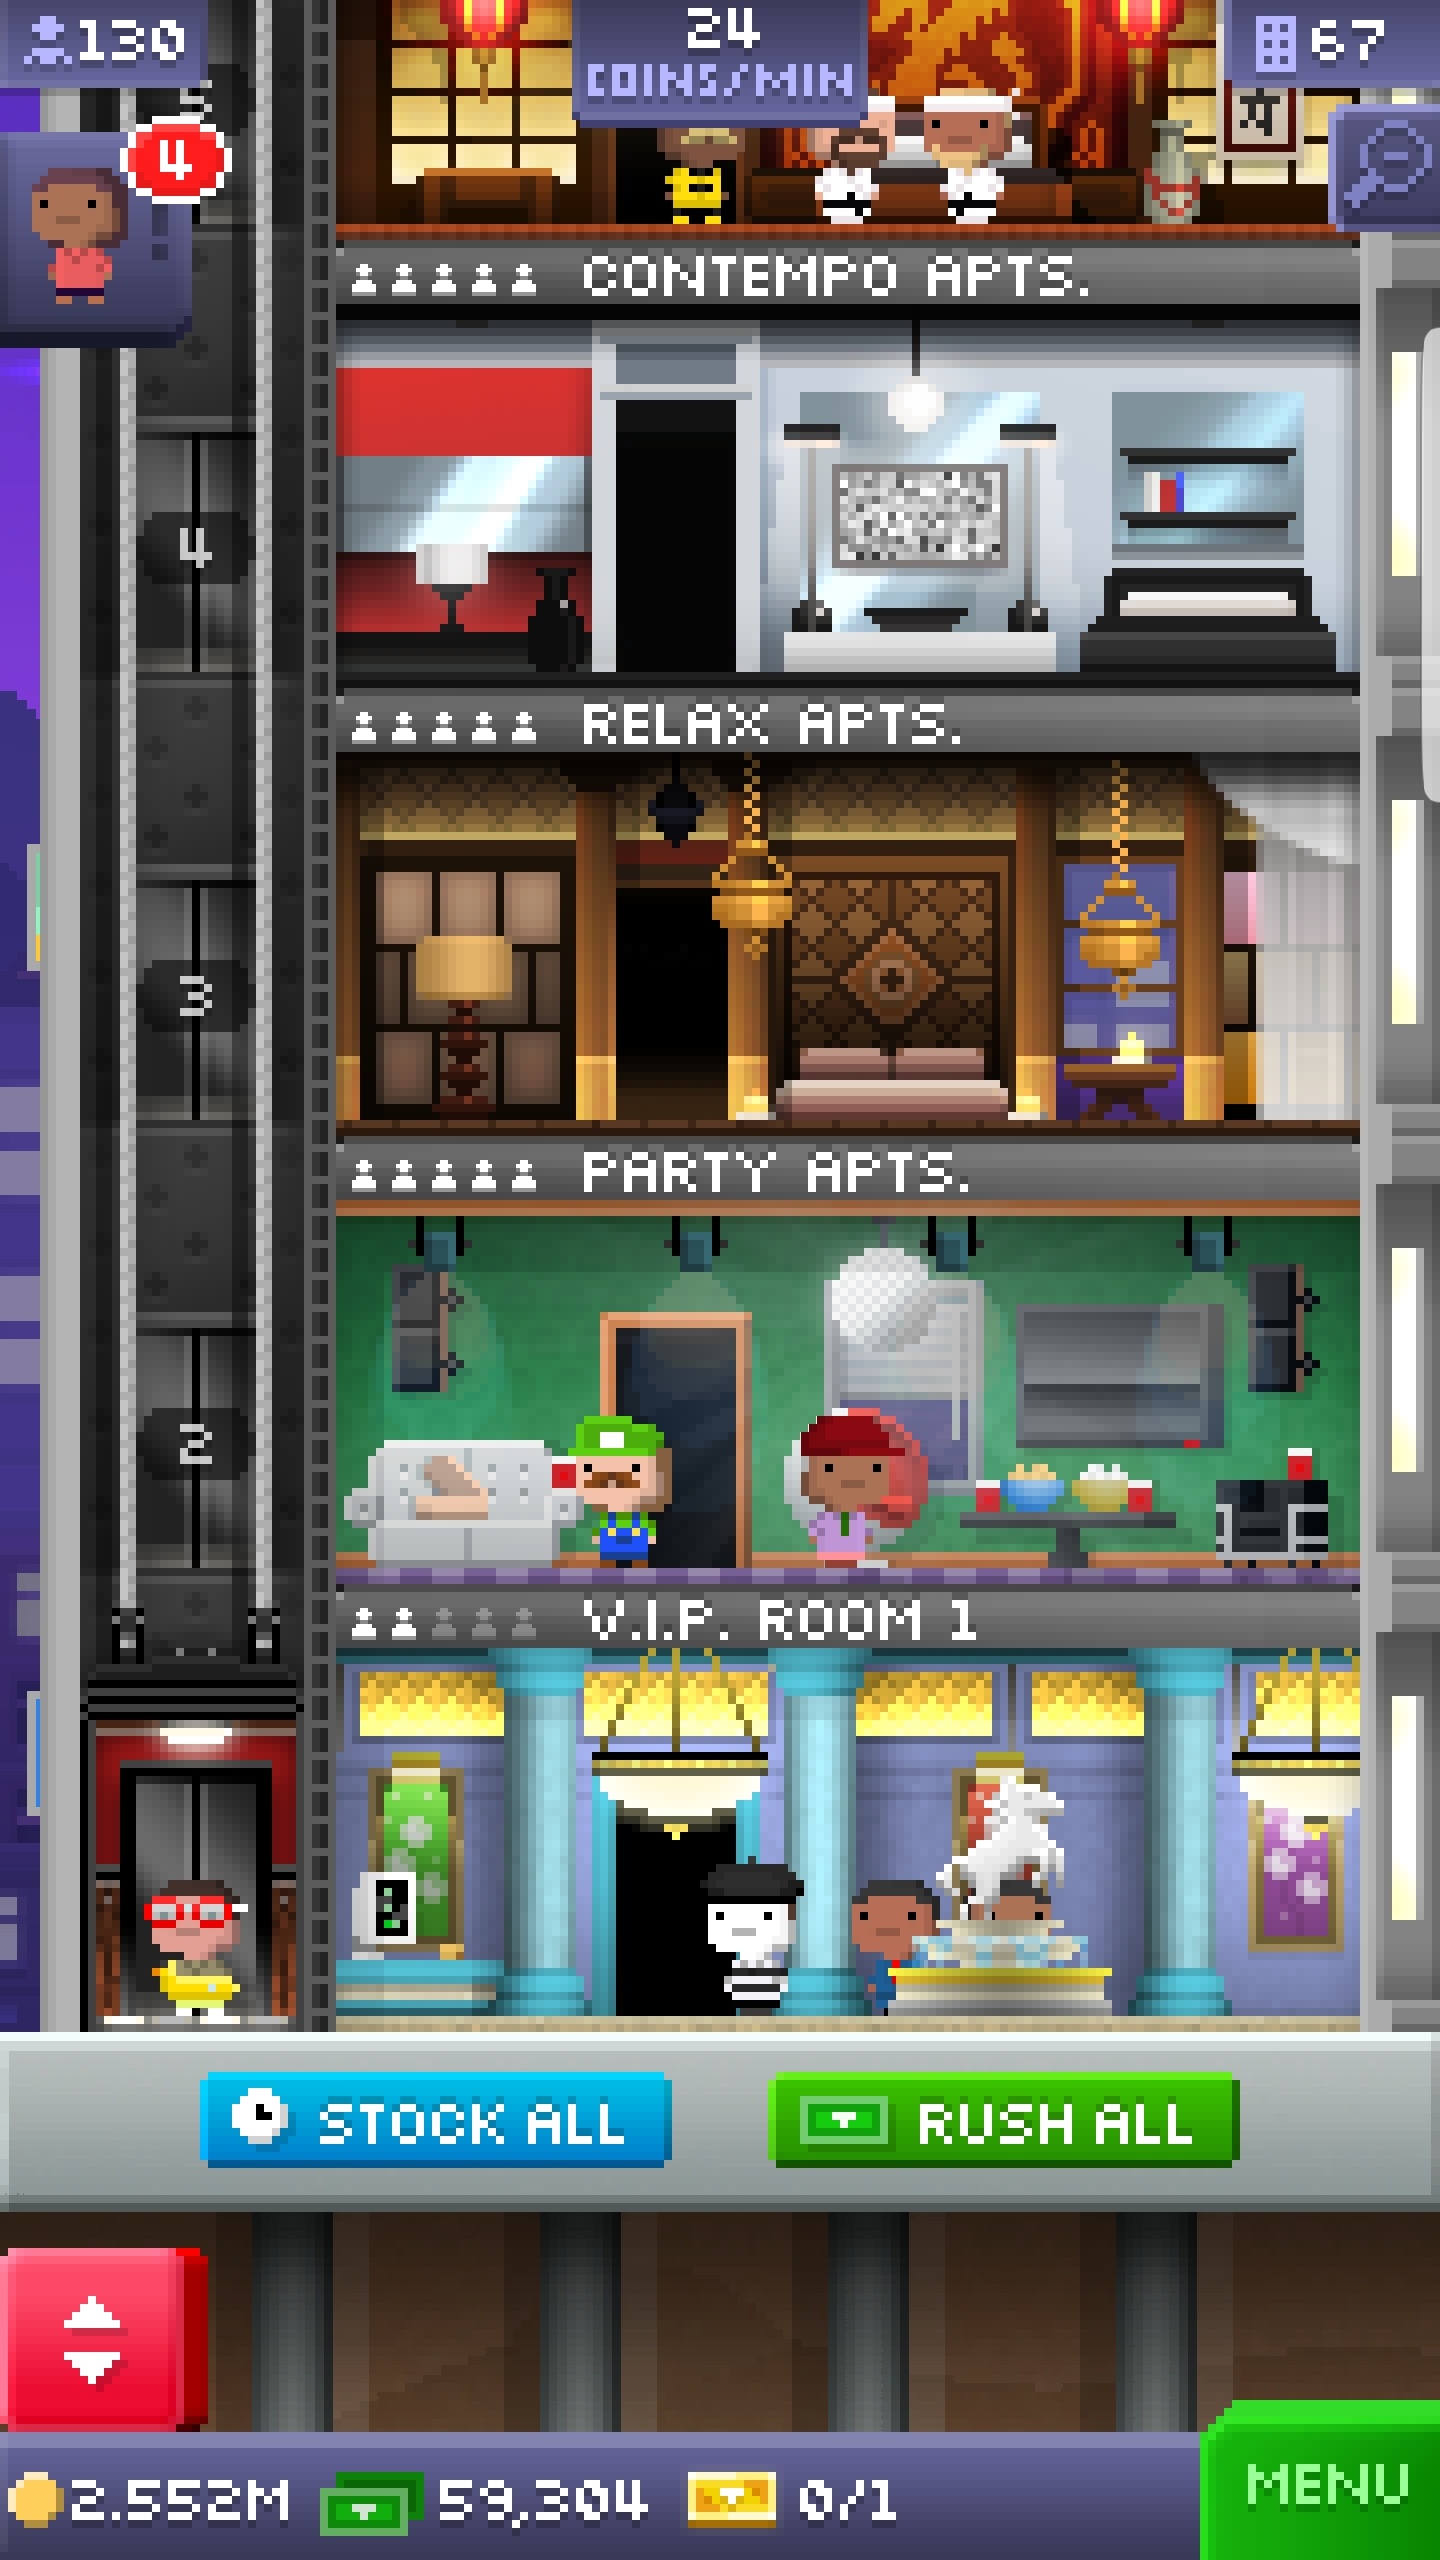 130
24
COINS/MIN
67
5
4
CONTEMPO APTS.
4
RELAX APTS.
3
PARTY APTS.
2
V.I.P. ROOM 1
STOCK ALL
RUSH ALL
2.552M
59,304
0/1
MENU